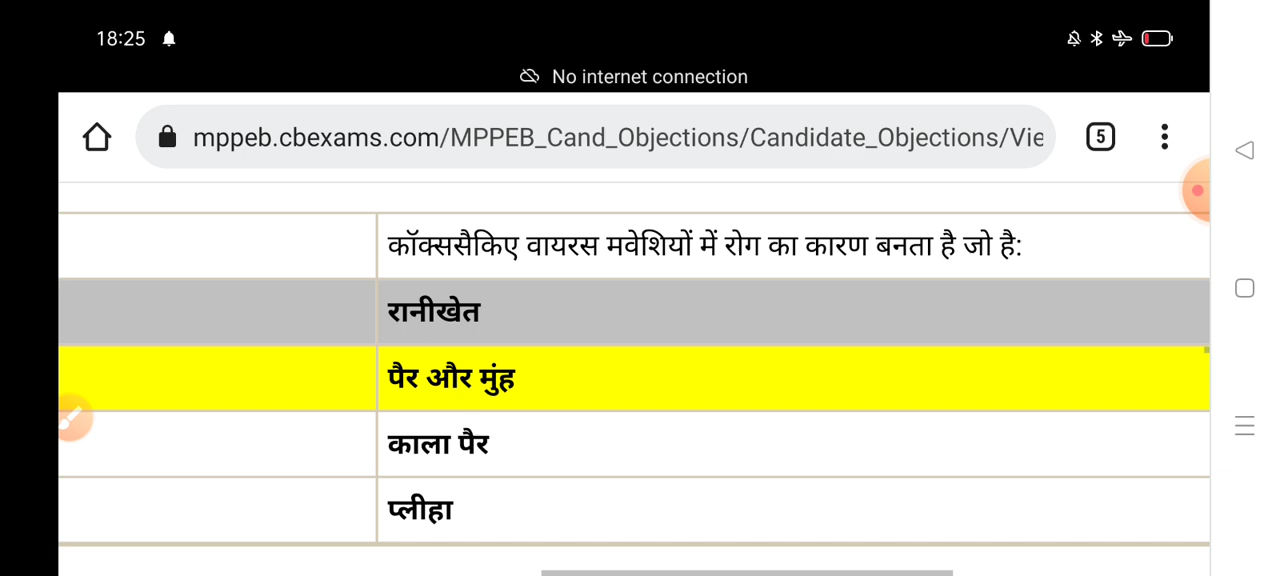 18:25
No internet connection
mppeb.cbexams.com/MPPEB_Cand_Objections/Candidate_Objections/Vie
5
कॉक्ससैकिए वायरस मवेशियों में रोग का कारण बनता है जो है:
रानीखेत
पैर और मुंह
काला पैर
प्लीहा